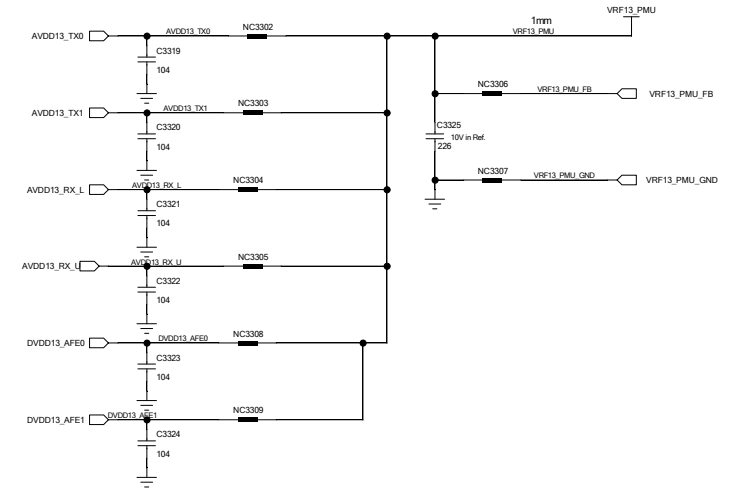 VRF13_PMU
AVDD13_TX0
AVDD13_TX0
NC3302
1mm
VRF13_PMU
C3319
104
NC3306
VRF13_PMU_FB
VRF13_PMU_FB
AVDD13_TX1
AVDD13_TX1
NC3303
C3320
104
C3325
10V in Ref.
226
AVDD13_RX_L
AVDD13_RX_L
NC3304
NC3307
VRF13_PMU_GND
VRF13_PMU_GND
C3321
104
AVDD13_RX_U
AVDD13_RX_U
NC3305
C3322
104
DVDD13_AFE0
DVDD13_AFE0
NC3308
C3323
104
DVDD13_AFE1
DVDD13_AFE1
NC3309
C3324
104